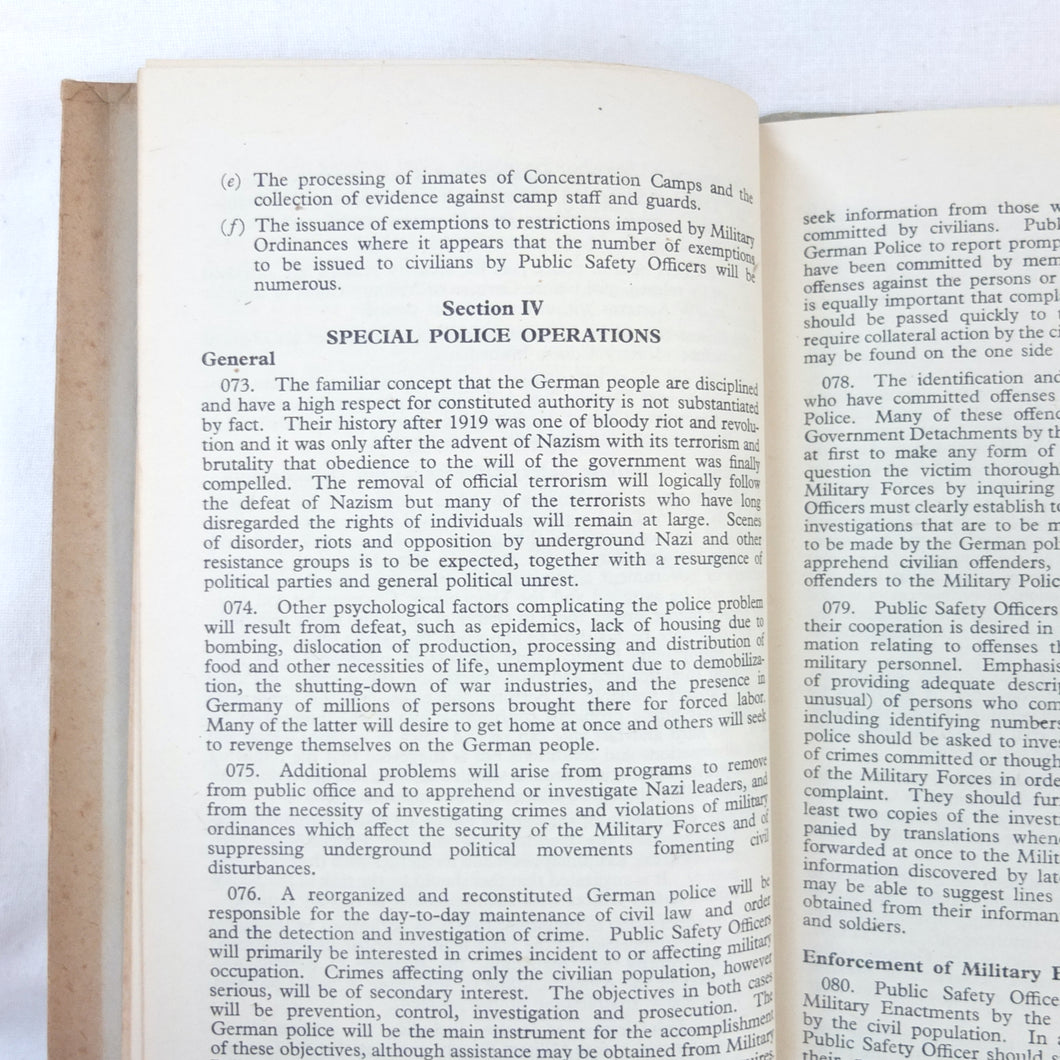 (e) The processing of inmates of Concentration Camps and the
collection of evidence against camp staff and guards.
(f) The issuance of exemptions to restrictions imposed by Military
Ordinances where it appears that the number of exemptions
to be issued to civilians by Public Safety Officers will be
numerous.
Section IV
SPECIAL POLICE OPERATIONS
General
073. The familiar concept that the German people are disciplined
and have a high respect for constituted authority is not substantiated
by fact. Their history after 1919 was one of bloody riot and revolu-
tion and it was only after the advent of Nazism with its terrorism and
brutality that obedience to the will of the government was finally
compelled. The removal of official terrorism will logically follow
the defeat of Nazism but many of the terrorists who have long
disregarded the rights of individuals will remain at large. Scenes
of disorder, riots and opposition by underground Nazi and other
resistance groups is to be expected, together with a resurgence of
political parties and general political unrest.
074. Other psychological factors complicating the police problem
will result from defeat, such as epidemics, lack of housing due to
bombing, dislocation of production, processing and distribution of
food and other necessities of life, unemployment due to demobiliza-
tion, the shutting-down of war industries, and the presence in
Germany of millions of persons brought there for forced labor.
Many of the latter will desire to get home at once and others will seek
to revenge themselves on the German people.
075. Additional problems will arise from programs to remove
from public office and to apprehend or investigate Nazi leaders, and
from the necessity of investigating crimes and violations of military
ordinances which affect the security of the Military Forces and of
suppressing underground political movements fomenting civil
disturbances.
076. A reorganized and reconstituted German police will be
responsible for the day-to-day maintenance of civil law and order
and the detection and investigation of crime. Public Safety Officers
will primarily be interested in crimes incident to or affecting military
occupation. Crimes affecting only the civilian population, however
serious, will be of secondary interest. The objectives in both cases
will be prevention, control, investigation and prosecution. The
German police will be the main instrument for the accomplishment
of these objectives, although assistance may be obtained from Military
seek information from those
committed by civilians.
German Police to report
have been committed by
offenses against the persons or
is equally important that
should be passed quickly to
require collateral action by the
may be found on the one side
078. The identification and
who have committed offenses
Police. Many of these
Government Detachments by
at first to make any form of
question the victim
Military Forces by inquiring
Officers must clearly establish
investigations that are to be
to be made by the German
apprehend civilian offenders,
offenders to the Military
079. Public Safety Officers
their cooperation is desired in
mation relating to offenses
military personnel.
of providing adequate
unusual) of persons who
including identifying numbers
police should be asked to
of crimes committed or
of the Military Forces in
complaint. They should
least two copies of the
panied by translations
forwarded at once to the
information discovered by
may be able to suggest lines
obtained from their
and soldiers.
Enforcement of Military
080. Public Safety
Military Enactments by the
by the civil population. In
Public Safety Officer should